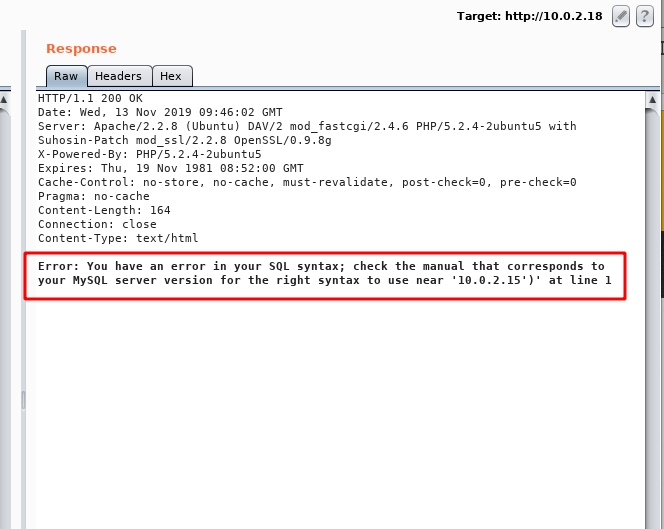 Target: http://10.0.2.18
Response
Raw Headers Hex
HTTP/1.1 200 OK
Date: Wed, 13 Nov 2019 09:46:02 GMT
Server: Apache/2.2.8 (Ubuntu) DAV/2 mod_fastcgi/2.4.6 PHP/5.2.4-2ubuntu5 with
Suhosin-Patch mod_ssl/2.2.8 OpenSSL/0.9.8g
X-Powered-By: PHP/5.2.4-2ubuntu5
Expires: Thu, 19 Nov 1981 08:52:00 GMT
Cache-Control: no-store, no-cache, must-revalidate, post-check=0, pre-check=0
Pragma: no-cache
Content-Length: 164
Connection: close
Content-Type: text/html
Error: You have an error in your SQL syntax; check the manual that corresponds to
your MySQL server version for the right syntax to use near '10.0.2.15')' at line 1